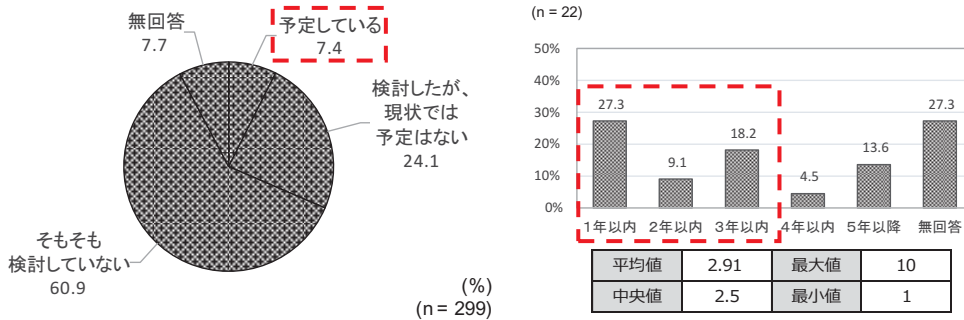 無回答
7.7
予定している
7.4
検討したが、
現状では
予定はない
24.1
そもそも
検討していない
60.9
(%)
(n = 299)
(n = 22)
50%
40%
30%
20%
10%
0%
27.3
9.1
18.2
4.5
13.6
27.3
1年以内 2年以内 3年以内 4年以内 5年以降 無回答
平均値 2.91 最大値 10
中央値 2.5 最小値 1